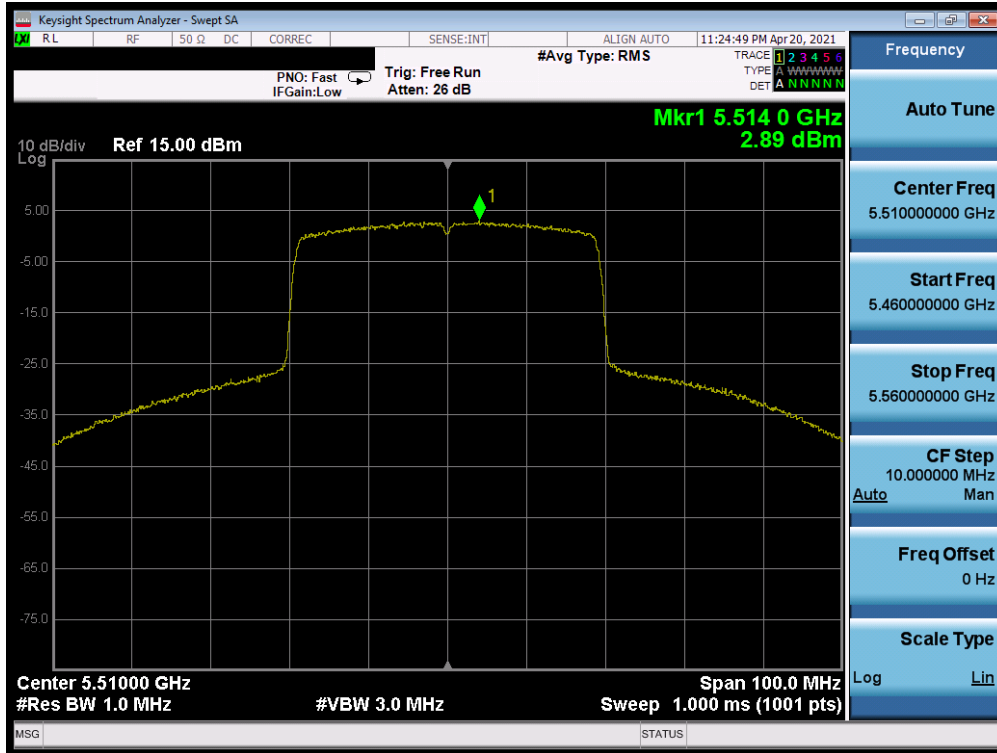 Keysight Spectrum Analyzer - Swept SA
LXI RL RF 50 Ω DC CORREC SENSE:INT ALIGN AUTO 11:24:49 PM Apr 20, 2021
#Avg Type: RMS TRACE 1 2 3 4 5 6
PNO: Fast Trig: Free Run TYPE A WWWWW
IFGain:Low Atten: 26 dB DET A N N N N N
Mkr1 5.514 0 GHz
10 dB/div Ref 15.00 dBm 2.89 dBm
Log
1
5.00
-5.00
-15.0
-25.0
-35.0
-45.0
-55.0
-65.0
-75.0
Center 5.51000 GHz Span 100.0 MHz
#Res BW 1.0 MHz #VBW 3.0 MHz Sweep 1.000 ms (1001 pts)
MSG STATUS
Frequency
Auto Tune
Center Freq
5.510000000 GHz
Start Freq
5.460000000 GHz
Stop Freq
5.560000000 GHz
CF Step
10.000000 MHz
Auto Man
Freq Offset
0 Hz
Scale Type
Log Lin